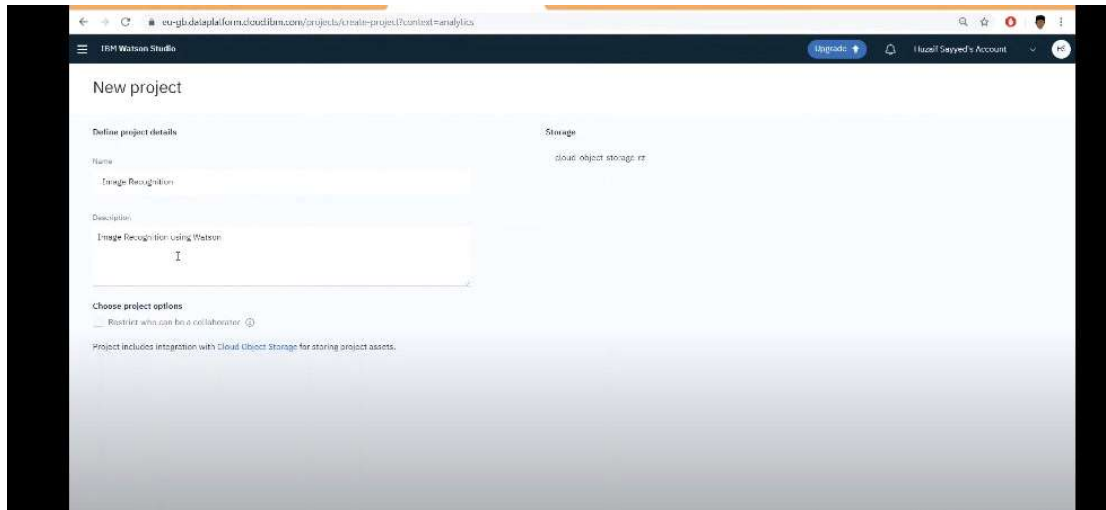 eu-gb.dataplatform.cloud.ibm.com/projects/create-project?context=analytics
IBM Watson Studio
Upgrade
Huzaif Sayyed's Account
HS
New project
Define project details
Name
Image Recognition
Description
Image Recognition using Watson
Choose project options
Restrict who can be a collaborator
Project includes integration with Cloud Object Storage for storing project assets.
Storage
cloud-object-storage-rz